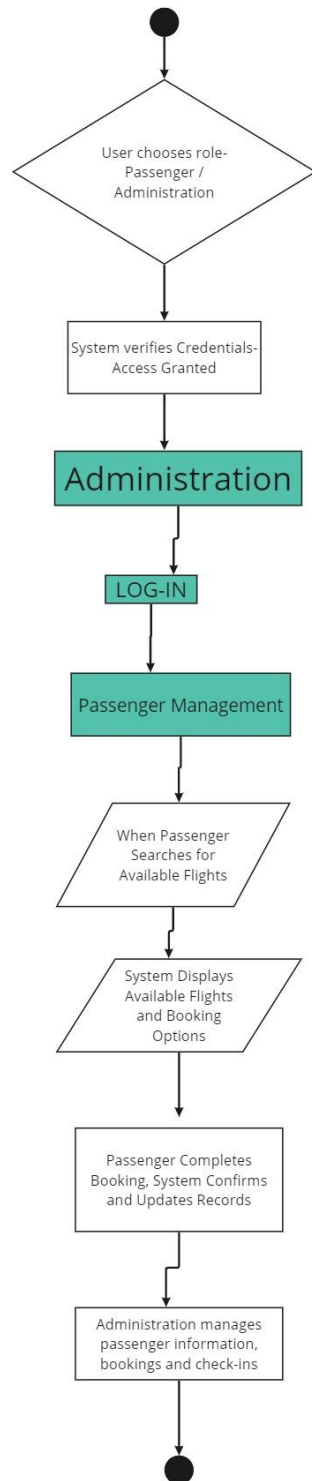 User chooses role-
Passenger /
Administration
System verifies Credentials-
Access Granted
Administration
LOG-IN
Passenger Management
When Passenger
Searches for
Available Flights
System Displays
Available Flights
and Booking
Options
Passenger Completes
Booking, System Confirms
and Updates Records
Administration manages
passenger information,
bookings and check-ins